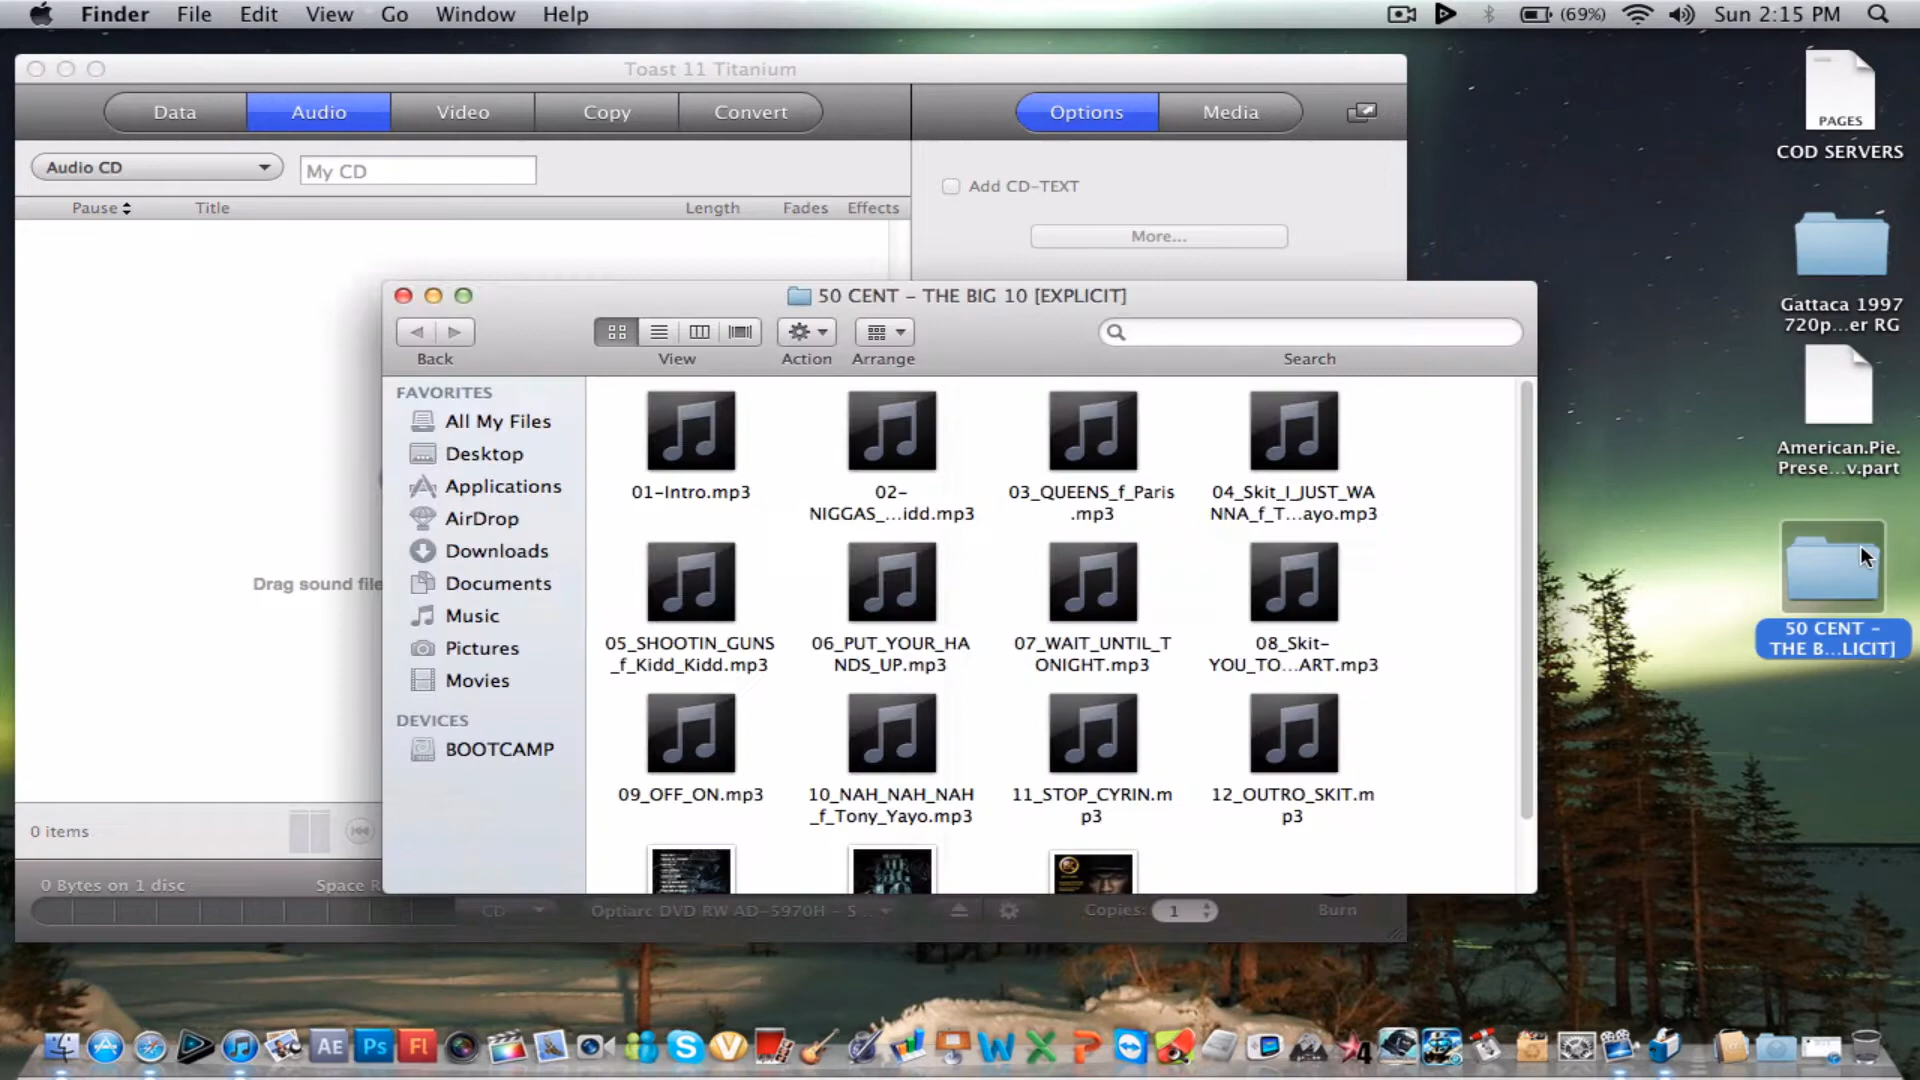 Finder File Edit View Go Window Help
(69%) Sun 2:15 PM
Toast 11 Titanium
Data Audio Video Copy Convert
Options Media
Audio CD
My CD
Add CD-TEXT
Pause Title Length Fades Effects
More...
50 CENT - THE BIG 10 [EXPLICIT]
Back View Action Arrange Search
FAVORITES
All My Files
Desktop
Applications
AirDrop
Downloads
Documents
Music
Pictures
Movies
DEVICES
BOOTCAMP
01-Intro.mp3
02-
NIGGAS_...idd.mp3
03_QUEENS_f_Paris
.mp3
04_Skit_I_JUST_WA
NNA_f_T...ayo.mp3
05_SHOOTIN_GUNS
_f_Kidd_Kidd.mp3
06_PUT_YOUR_HA
NDS_UP.mp3
07_WAIT_UNTIL_T
ONIGHT.mp3
08_Skit-
YOU_TO...ART.mp3
09_OFF_ON.mp3
10_NAH_NAH_NAH
_f_Tony_Yayo.mp3
11_STOP_CYRIN.m
p3
12_OUTRO_SKIT.m
p3
Drag sound file
0 items
0 Bytes on 1 disc
Space R
CD
Optiarc DVD RW AD-5970H - S...
Copies: 1
Burn
PAGES
COD SERVERS
Gattaca 1997
720p...er RG
American.Pie.
Prese...v.part
50 CENT -
THE B...LICIT]
AE Ps Fl